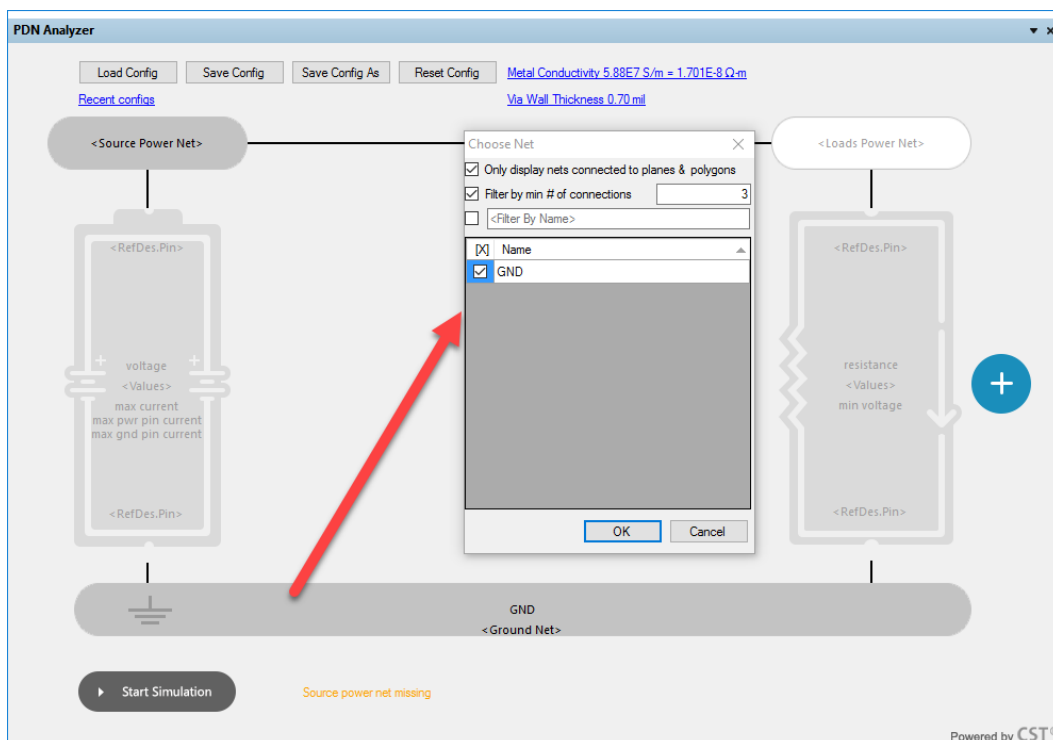 PDN Analyzer
Load Config Save Config Save Config As Reset Config Metal Conductivity 5.88E7 S/m = 1.701E-8 Ω-m
Recent configs Via Wall Thickness 0.70 mil
<Source Power Net>
Choose Net
<Loads Power Net>
Only display nets connected to planes & polygons
Filter by min # of connections 3
<Filter By Name>
[X] Name
GND
<RefDes.Pin>
<RefDes.Pin>
voltage
<Values>
max current
max pwr pin current
max gnd pin current
resistance
<Values>
min voltage
<RefDes.Pin>
<RefDes.Pin>
OK Cancel
GND
<Ground Net>
Start Simulation Source power net missing
Powered by CST